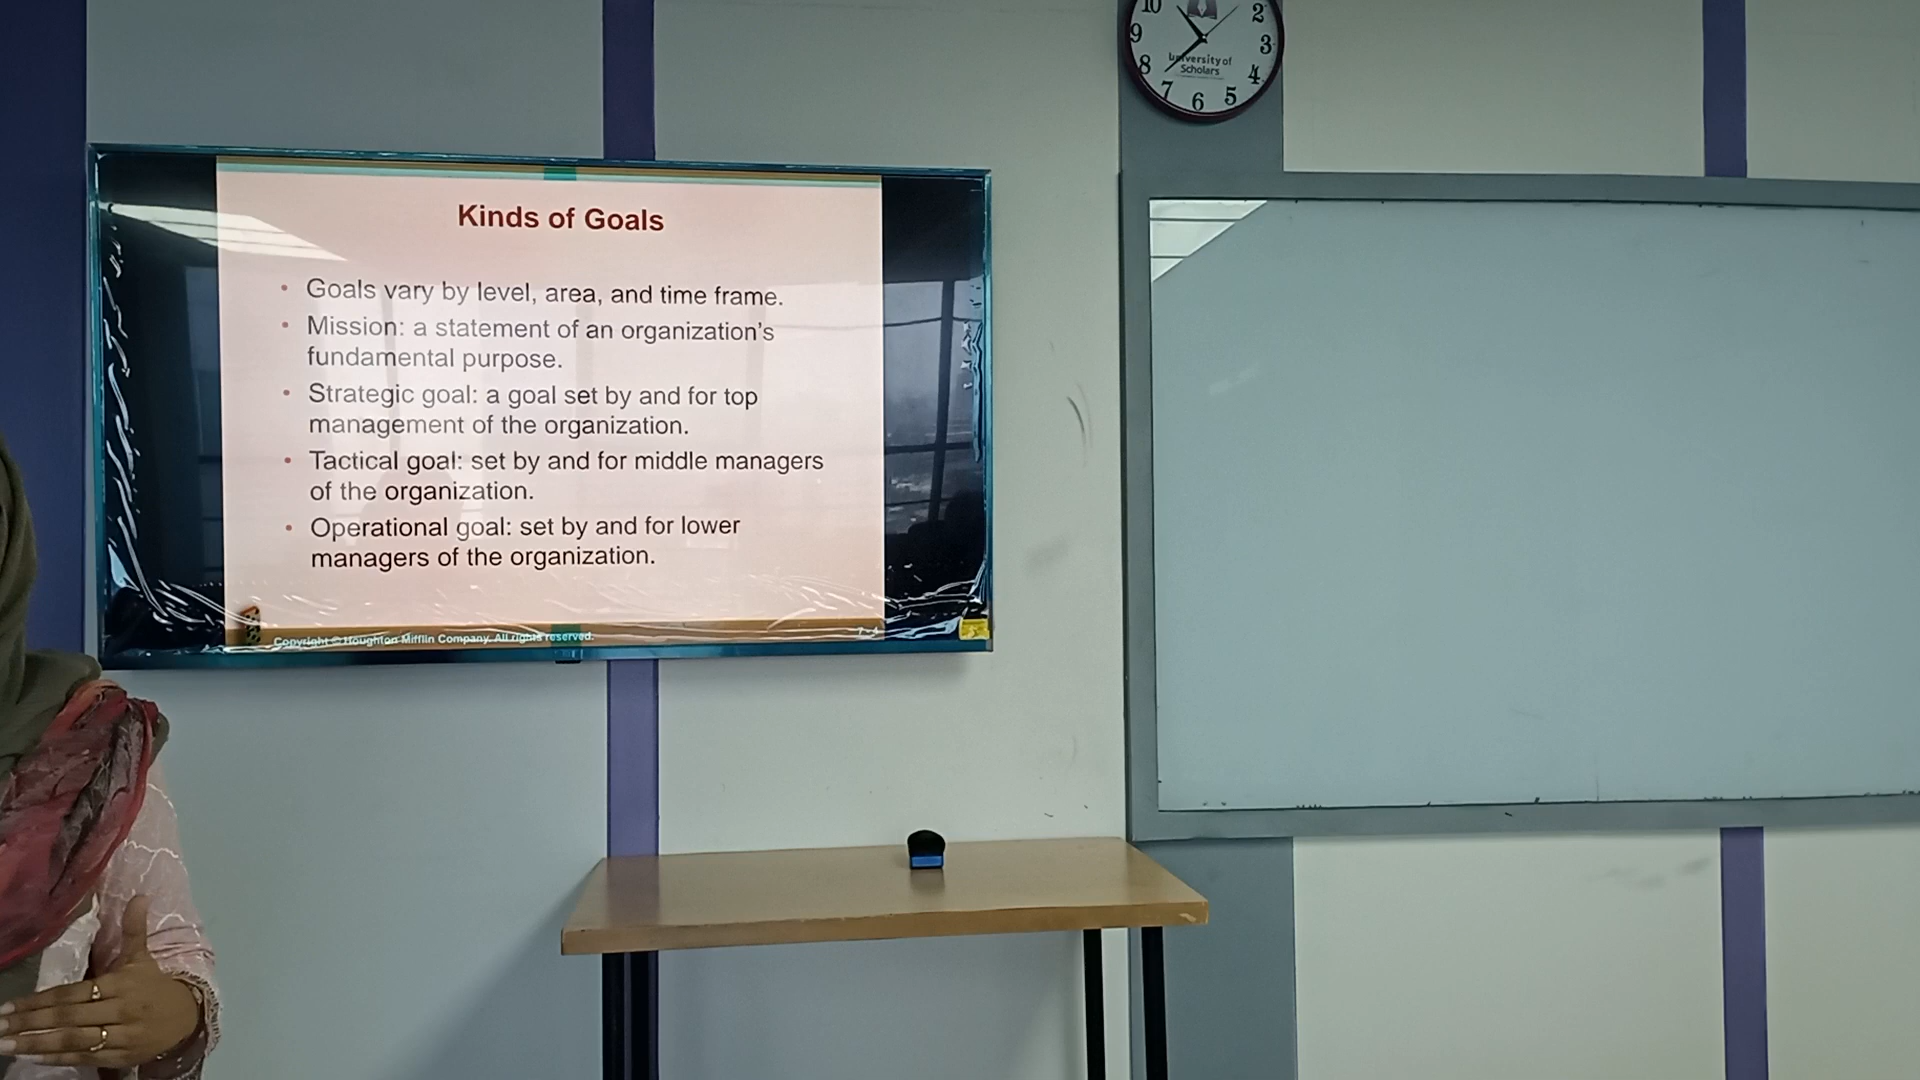 10
2
9
3
8
4
7
6
5
University of
Scholars
Kinds of Goals
• Goals vary by level, area, and time frame.
• Mission: a statement of an organization's
fundamental purpose.
• Strategic goal: a goal set by and for top
management of the organization.
• Tactical goal: set by and for middle managers
of the organization.
• Operational goal: set by and for lower
managers of the organization.
Copyright © Houghton Mifflin Company. All rights reserved.
7-4